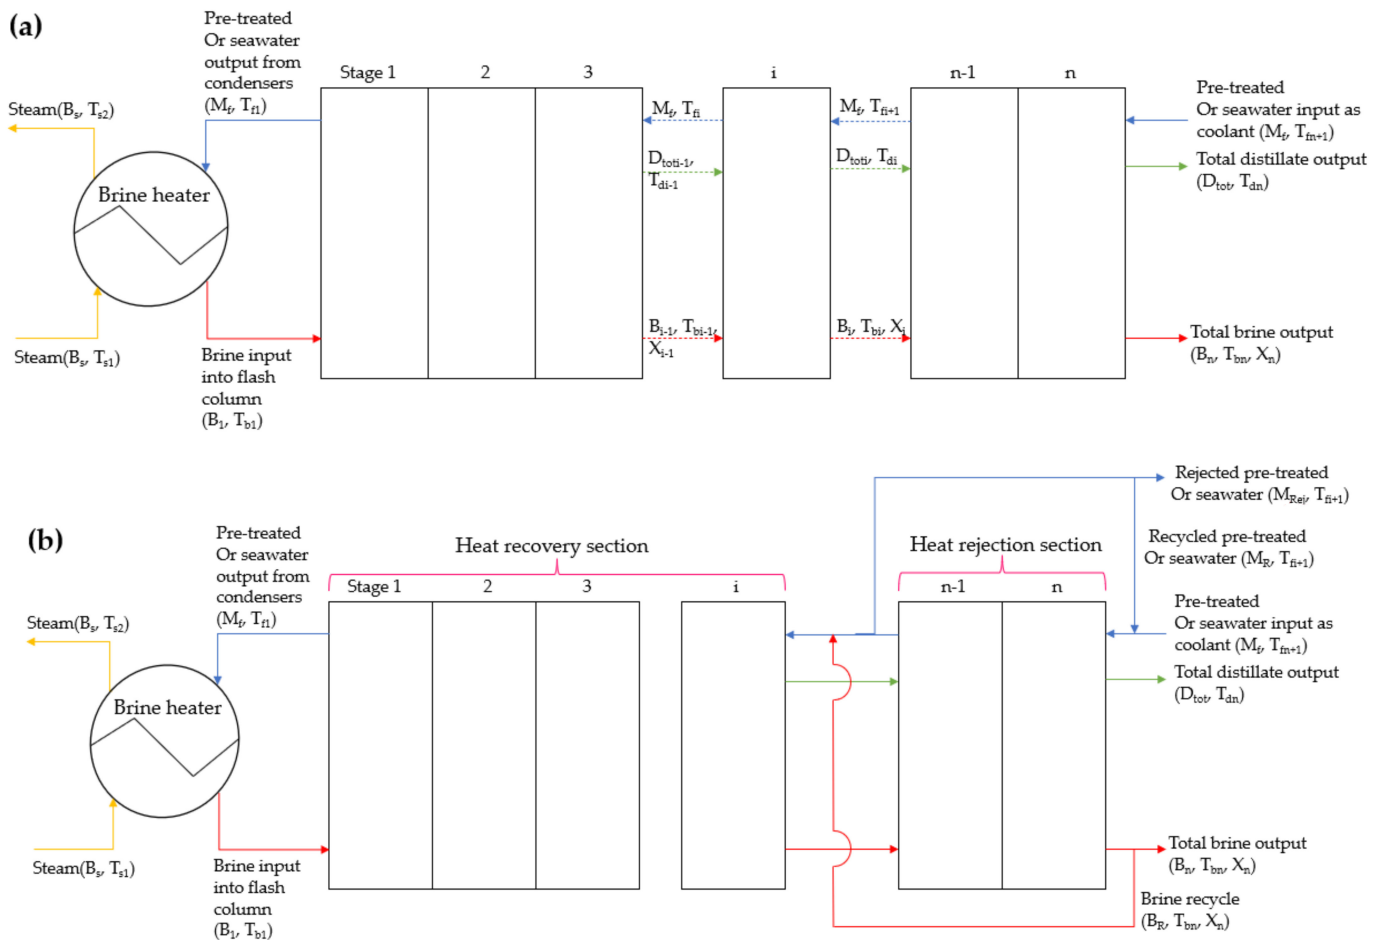 (a)
Pre-treated
Or seawater
output from
condensers
(Mf, Tf1)
Steam(Bs, Ts2)
Brine heater
Steam(Bs, Ts1)
Brine input
into flash
column
(B1, Tb1)
Stage 1
2
3
i
n-1
n
Mf, Tfi
Mf, Tfi+1
Dtoti-1,
Tdi-1
Dtoti, Tdi
Bi-1, Tbi-1,
Xi-1
Bi, Tbi, Xi
Pre-treated
Or seawater input as
coolant (Mf, Tfn+1)
Total distillate output
(Dtot, Tdn)
Total brine output
(Bn, Tbn, Xn)
(b)
Pre-treated
Or seawater
output from
condensers
(Mf, Tf1)
Steam(Bs, Ts2)
Brine heater
Steam(Bs, Ts1)
Brine input
into flash
column
(B1, Tb1)
Heat recovery section
Stage 1
2
3
i
Heat rejection section
n-1
n
Rejected pre-treated
Or seawater (MRej, Tfi+1)
Recycled pre-treated
Or seawater (MR, Tfi+1)
Pre-treated
Or seawater input as
coolant (Mf, Tfn+1)
Total distillate output
(Dtot, Tdn)
Total brine output
(Bn, Tbn, Xn)
Brine recycle
(BR, Tbn, Xn)